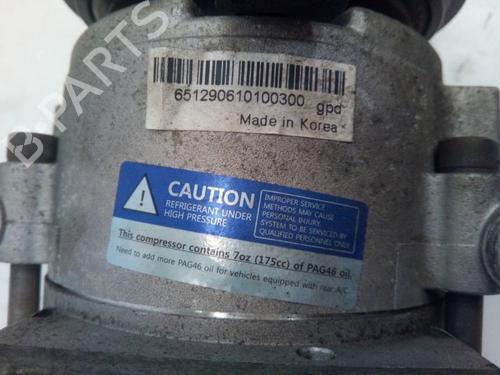 651290610100300 gpd
Made in Korea
CAUTION
REFRIGERANT UNDER
HIGH PRESSURE
IMPROPER SERVICE
METHODS MAY CAUSE
PERSONAL INJURY.
SYSTEM TO BE SERVICED BY
QUALIFIED PERSONNEL ONLY
This compressor contains 7oz (175cc) of PAG46 oil.
Need to add more PAG46 oil for vehicles equipped with rear A/C.